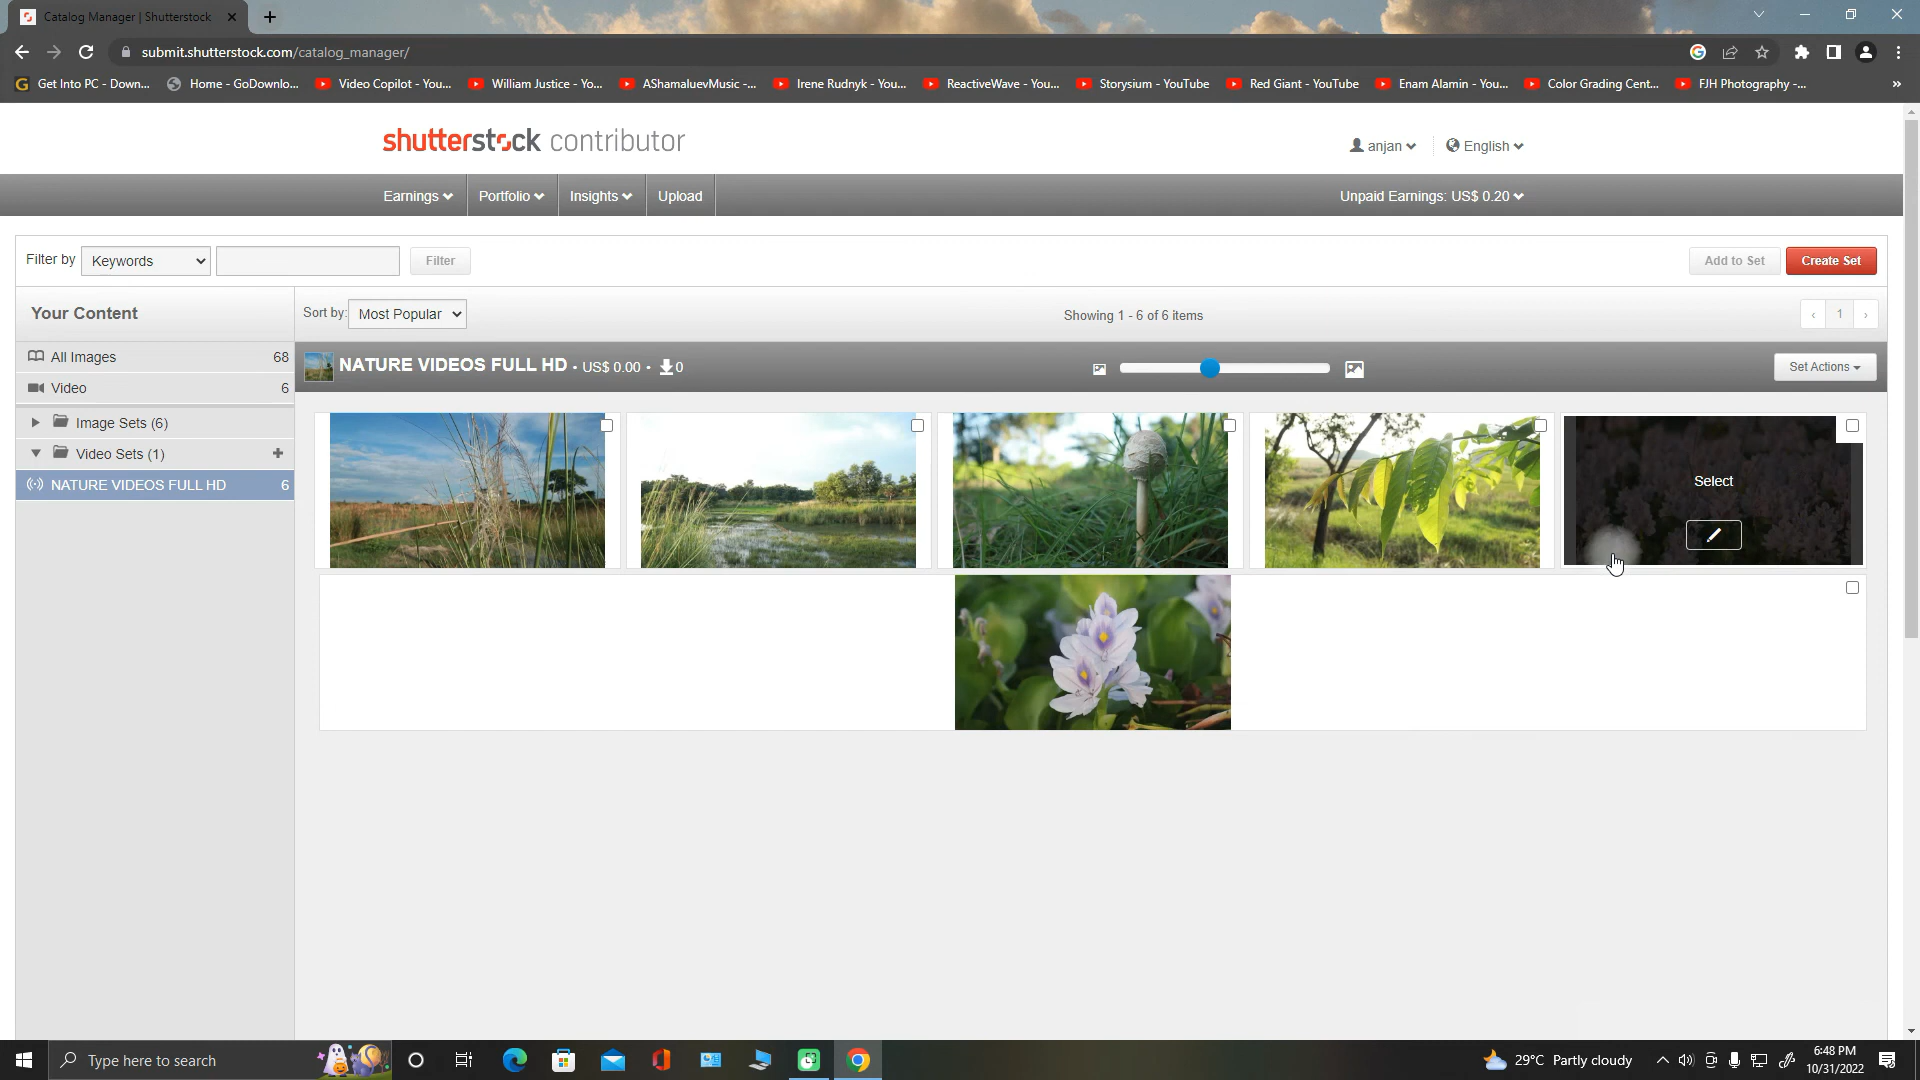 Catalog Manager | Shutterstock
submit.shutterstock.com/catalog_manager/
Get Into PC - Down...
Home - GoDownlo...
Video Copilot - You...
William Justice - Yo...
AShamaluevMusic -...
Irene Rudnyk - You...
ReactiveWave - You...
Storysium - YouTube
Red Giant - YouTube
Enam Alamin - You...
Color Grading Cent...
FJH Photography -...
shutterstock contributor
anjan
English
Earnings
Portfolio
Insights
Upload
Unpaid Earnings: US$ 0.20
Filter by
Keywords
Filter
Add to Set
Create Set
Your Content
Sort by:
Most Popular
Showing 1 - 6 of 6 items
‹ 1 ›
All Images 68
NATURE VIDEOS FULL HD • US$ 0.00 • 0
Set Actions
Video 6
Image Sets (6)
Video Sets (1) +
NATURE VIDEOS FULL HD 6
Select
Type here to search
29°C Partly cloudy
6:48 PM
10/31/2022